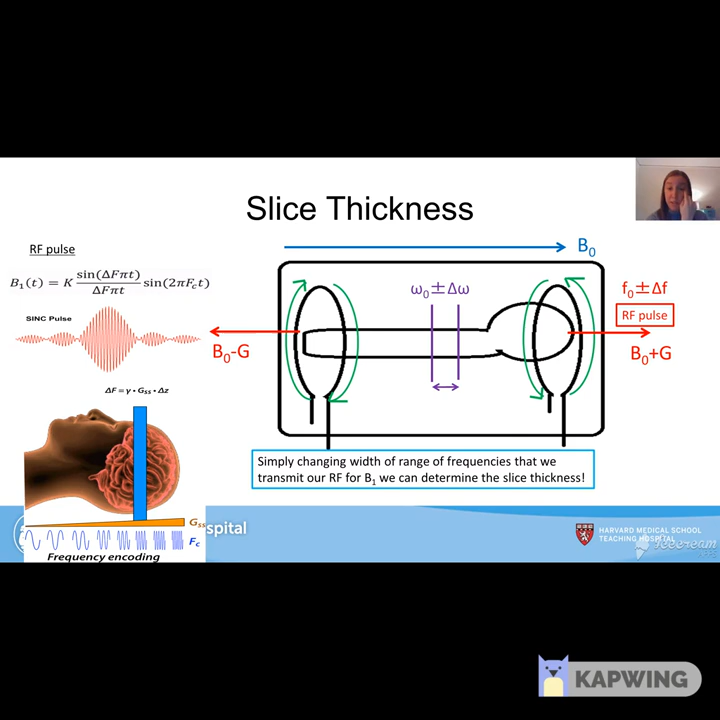 Slice Thickness
RF pulse
B₁(t) = K sin(ΔFπt) / ΔFπt sin(2πF_c t)
SINC Pulse
ΔF = γ • G_SS • Δz
G_SS
F_c
Frequency encoding
B₀
ω₀±Δω
f₀±Δf
RF pulse
B₀-G
B₀+G
Simply changing width of range of frequencies that we
transmit our RF for B₁ we can determine the slice thickness!
spital
HARVARD MEDICAL SCHOOL
TEACHING HOSPITAL
icecream
KAPWING